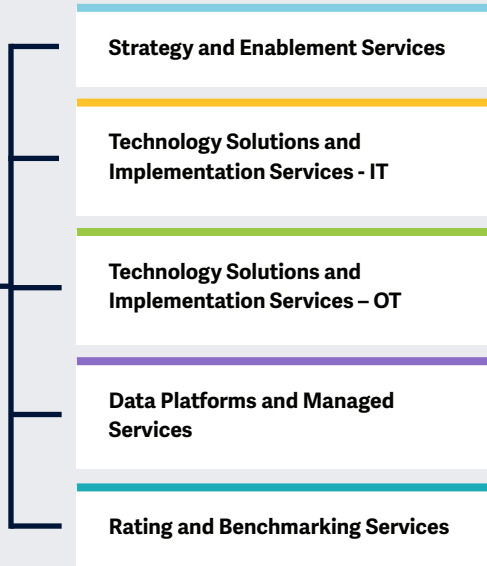 Strategy and Enablement Services
Technology Solutions and
Implementation Services - IT
Technology Solutions and
Implementation Services – OT
Data Platforms and Managed
Services
Rating and Benchmarking Services